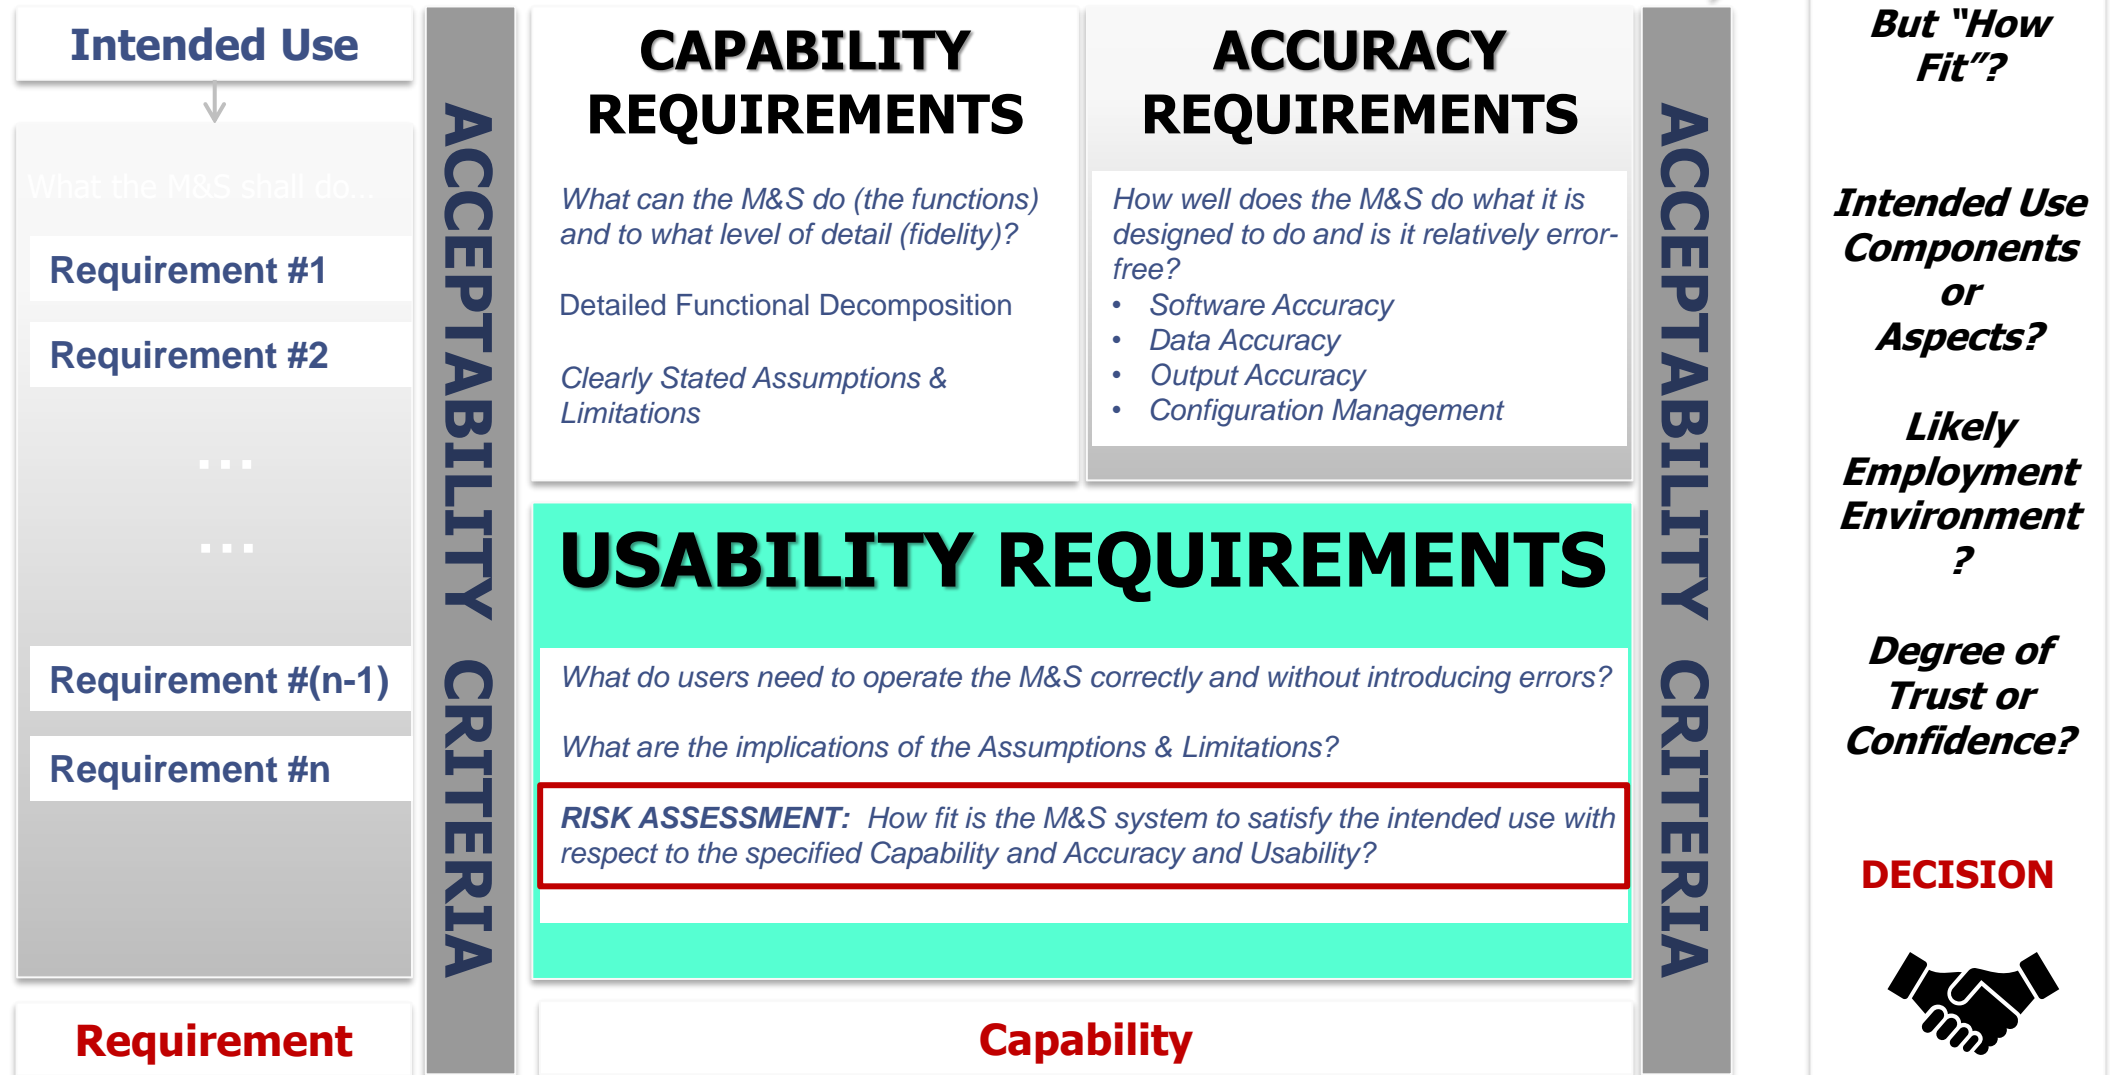 Intended Use
What the M&S shall do...
Requirement #1
Requirement #2
...
...
Requirement #(n-1)
Requirement #n
Requirement
ACCEPTABILITY CRITERIA
CAPABILITY
REQUIREMENTS
What can the M&S do (the functions)
and to what level of detail (fidelity)?
Detailed Functional Decomposition
Clearly Stated Assumptions &
Limitations
ACCURACY
REQUIREMENTS
How well does the M&S do what it is
designed to do and is it relatively error-
free?
• Software Accuracy
• Data Accuracy
• Output Accuracy
• Configuration Management
USABILITY REQUIREMENTS
What do users need to operate the M&S correctly and without introducing errors?
What are the implications of the Assumptions & Limitations?
RISK ASSESSMENT: How fit is the M&S system to satisfy the intended use with
respect to the specified Capability and Accuracy and Usability?
Capability
ACCEPTABILITY CRITERIA
But “How
Fit”?
Intended Use
Components
or
Aspects?
Likely
Employment
Environment
?
Degree of
Trust or
Confidence?
DECISION